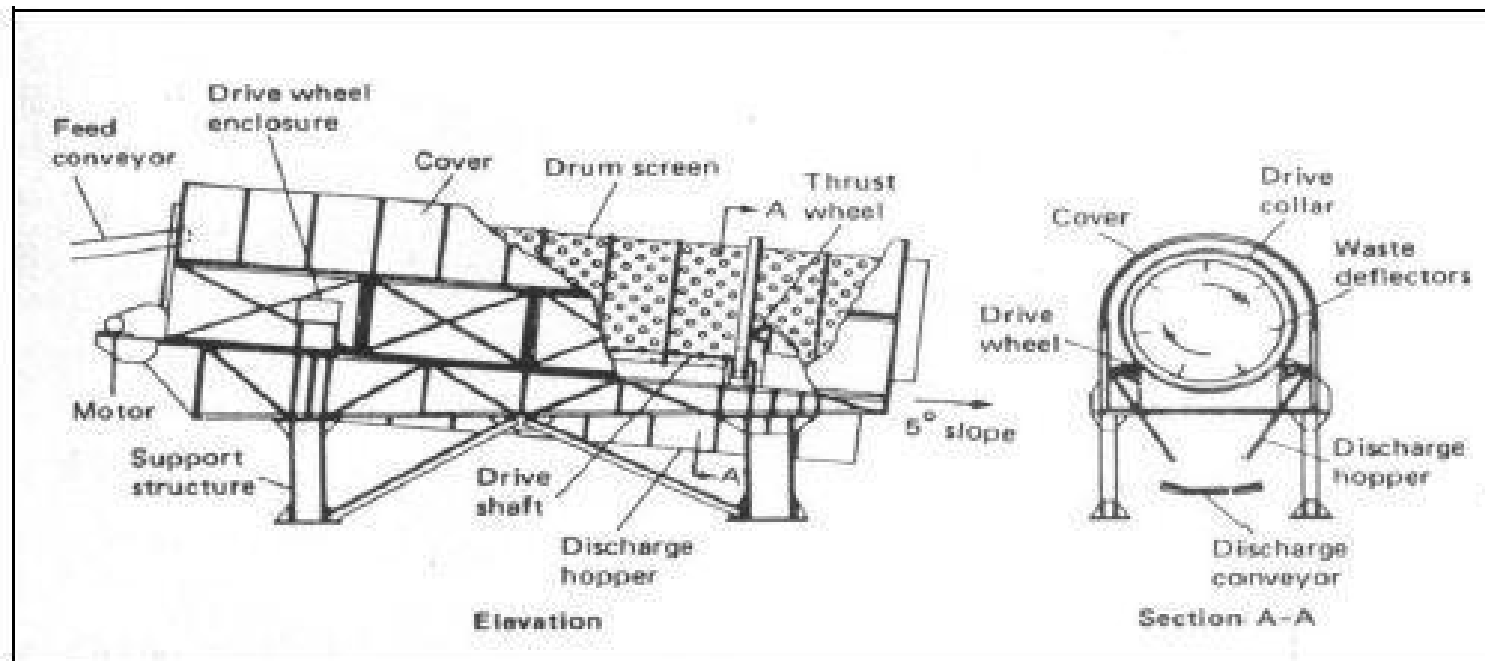 Drive wheel
enclosure
Feed
conveyor
Cover
Drum screen
Thrust
wheel
A
5° slope
Motor
Support
structure
Drive
shaft
A
Discharge
hopper
Elevation
Drive
collar
Cover
Waste
deflectors
Drive
wheel
Discharge
hopper
Discharge
conveyor
Section A-A